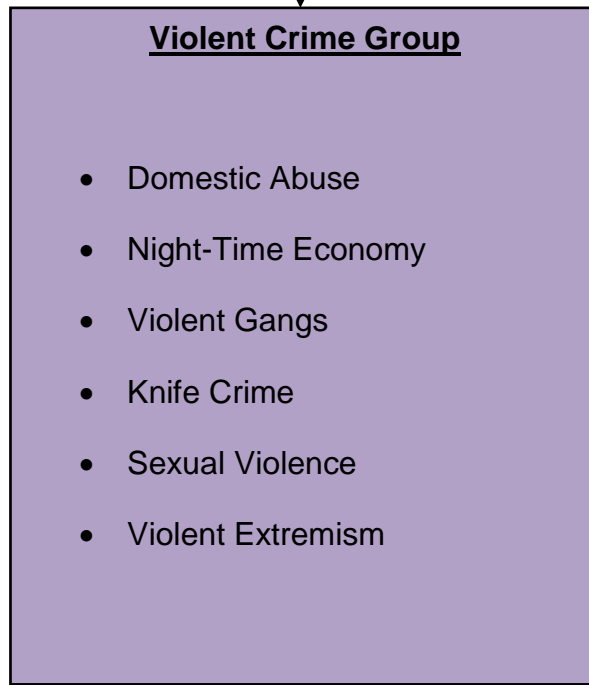 Violent Crime Group
• Domestic Abuse
• Night-Time Economy
• Violent Gangs
• Knife Crime
• Sexual Violence
• Violent Extremism